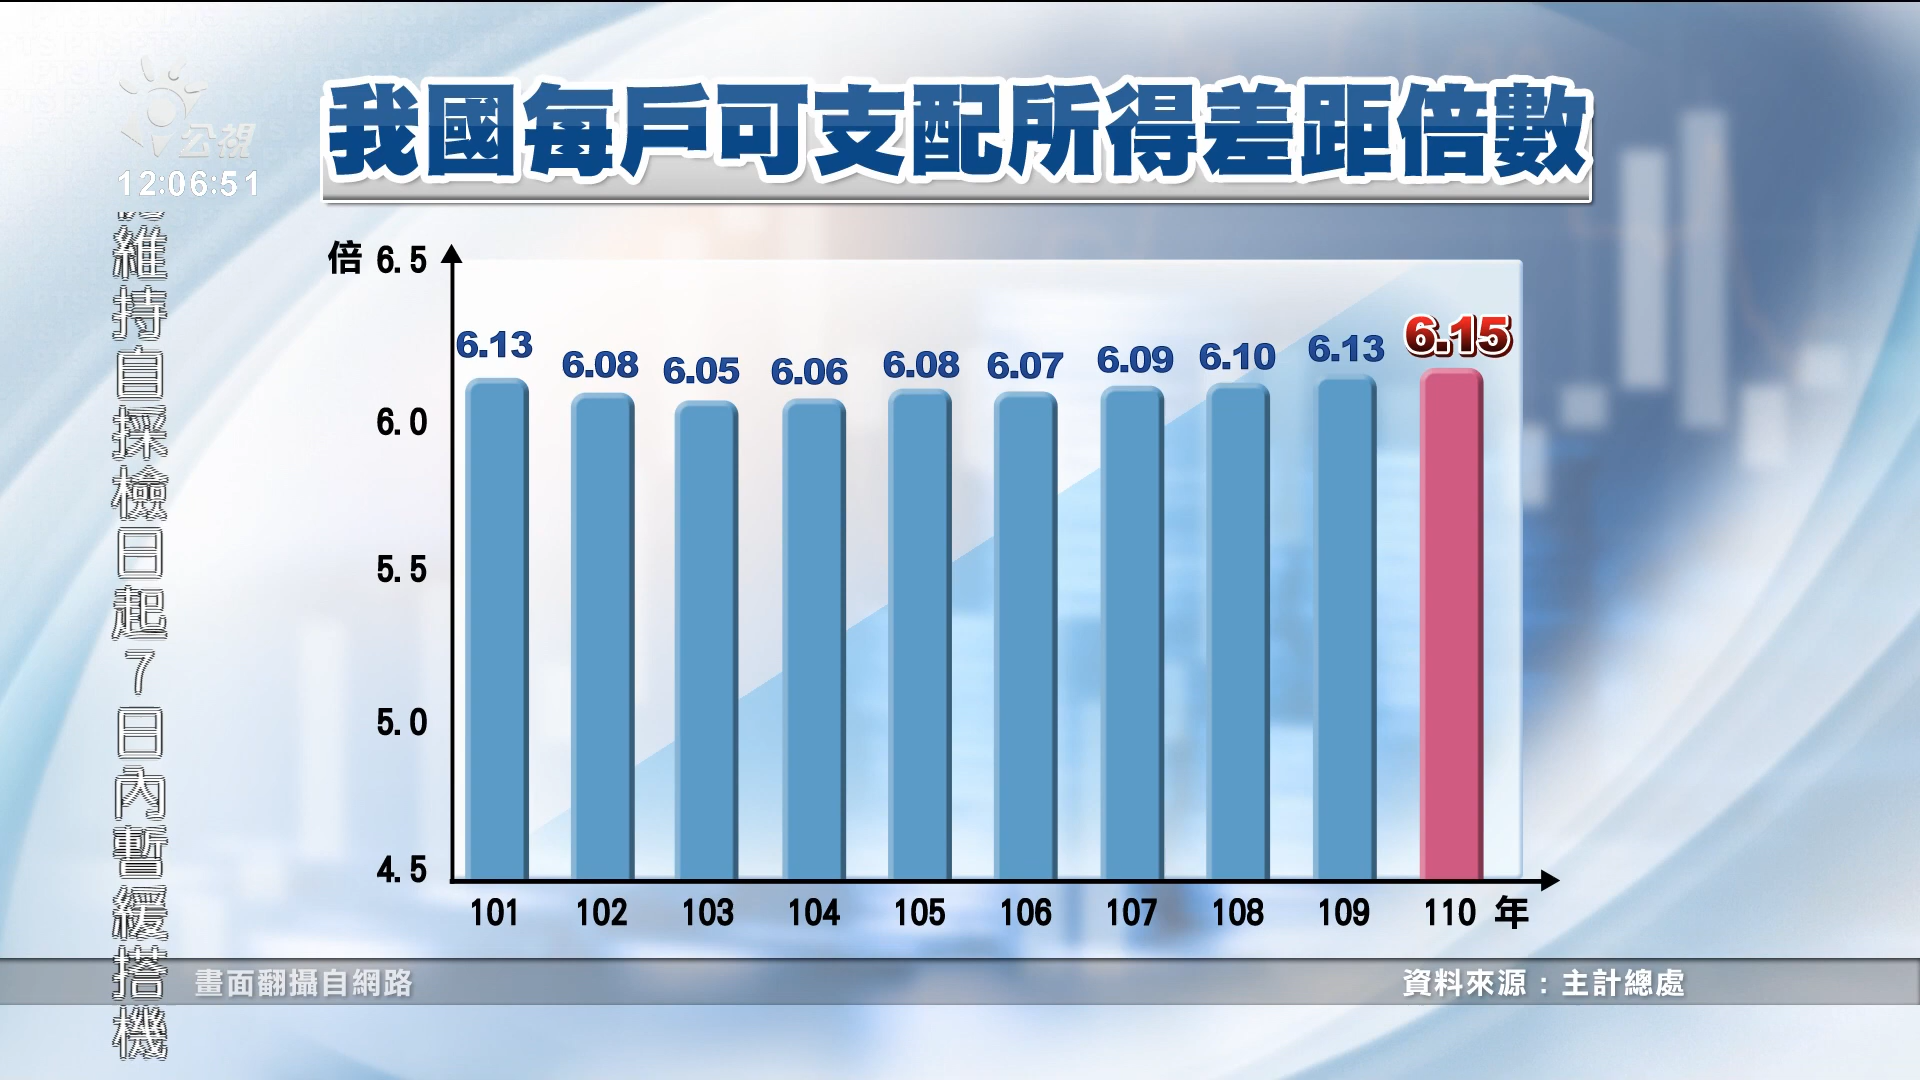 我國每戶可支配所得差距倍數
公視
12:06:51
維持自採檢日起7日內暫緩搭機
倍 6.5
6.0
5.5
5.0
4.5
6.13 6.08 6.05 6.06 6.08 6.07 6.09 6.10 6.13 6.15
101 102 103 104 105 106 107 108 109 110 年
畫面翻攝自網路
資料來源：主計總處